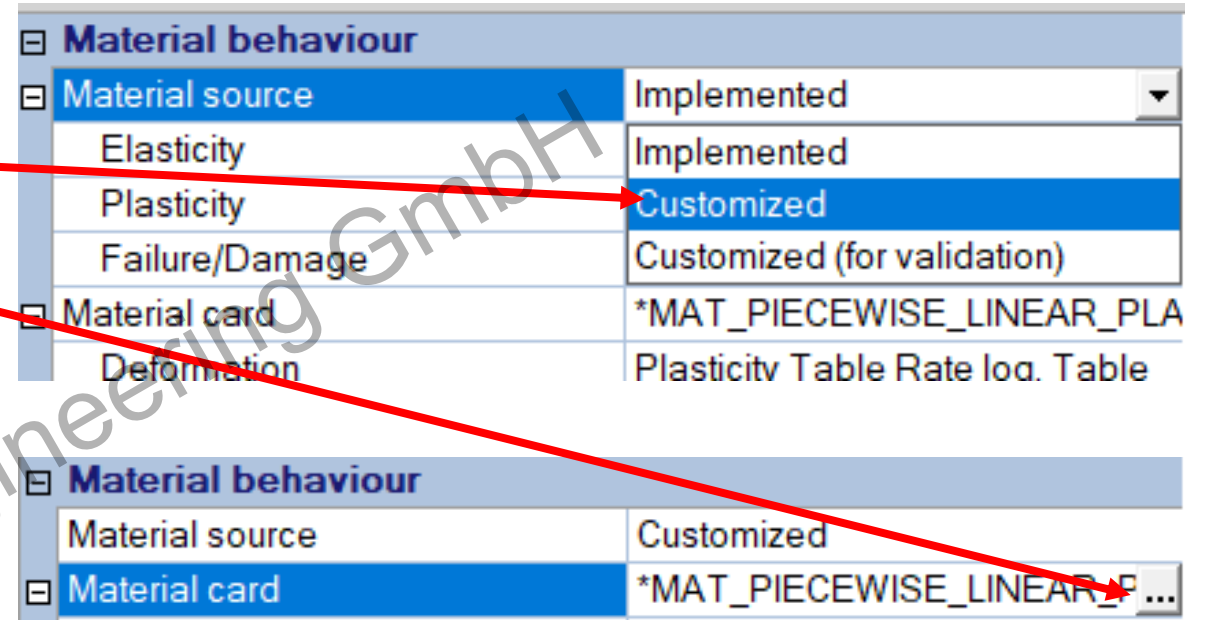 Material behaviour
Material source Implemented
Elasticity Implemented
Plasticity Customized
Failure/Damage Customized (for validation)
Material card *MAT_PIECEWISE_LINEAR_PLA
Deformation Plasticity Table Rate log. Table
Material behaviour
Material source Customized
Material card *MAT_PIECEWISE_LINEAR_P ...
neering GmbH